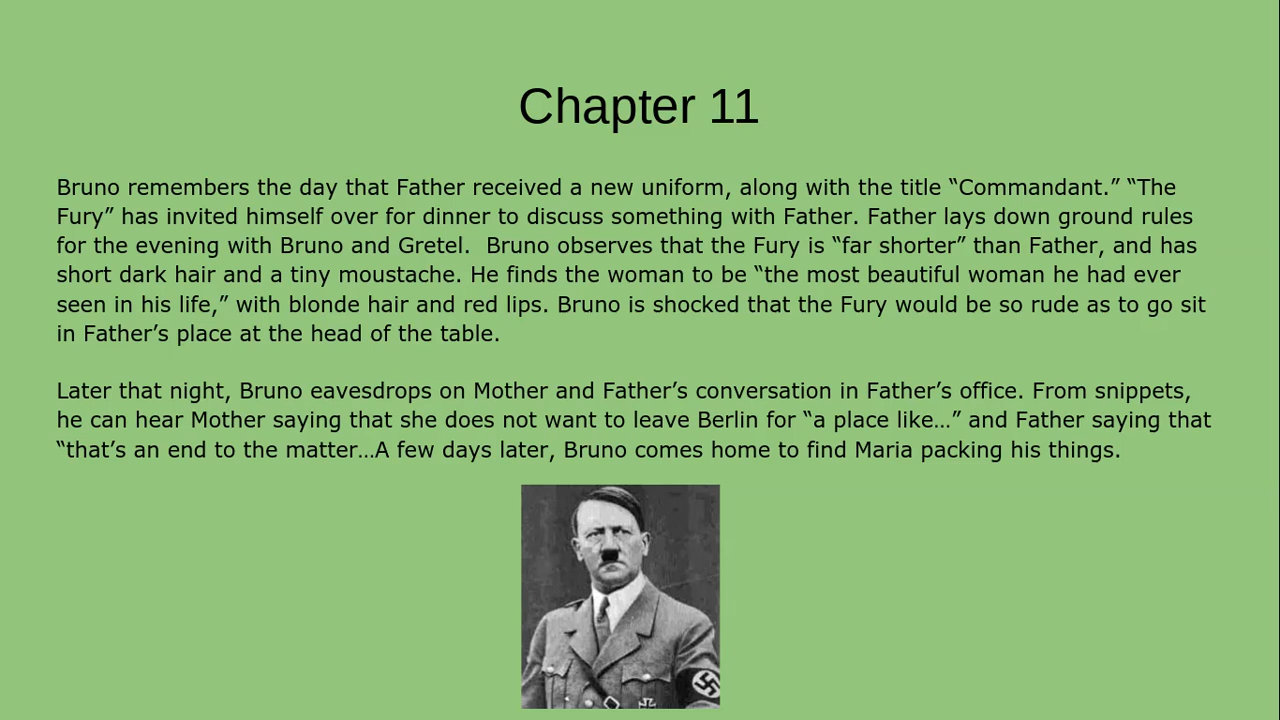 Chapter 11
Bruno remembers the day that Father received a new uniform, along with the title “Commandant.” “The
Fury” has invited himself over for dinner to discuss something with Father. Father lays down ground rules
for the evening with Bruno and Gretel.  Bruno observes that the Fury is “far shorter” than Father, and has
short dark hair and a tiny moustache. He finds the woman to be “the most beautiful woman he had ever
seen in his life,” with blonde hair and red lips. Bruno is shocked that the Fury would be so rude as to go sit
in Father’s place at the head of the table.
Later that night, Bruno eavesdrops on Mother and Father’s conversation in Father’s office. From snippets,
he can hear Mother saying that she does not want to leave Berlin for “a place like…” and Father saying that
“that’s an end to the matter…A few days later, Bruno comes home to find Maria packing his things.